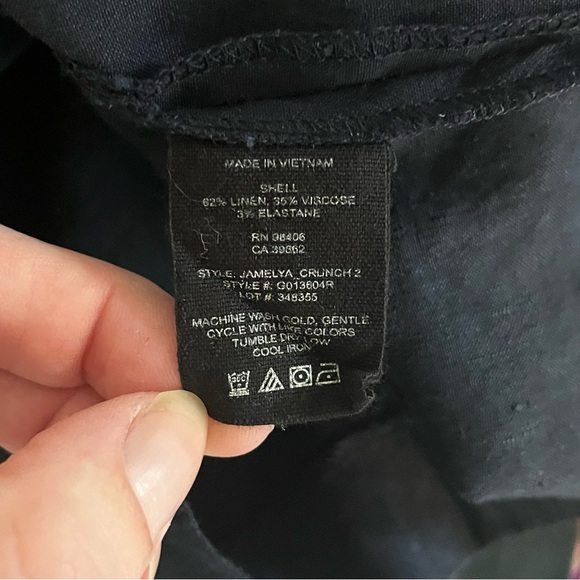 MADE IN VIETNAM
SHELL
62% LINEN, 35% VISCOSE
3% ELASTANE
RN 98406
CA 39662
STYLE: JAMELYA_CRUNCH 2
STYLE #: G013604R
LOT #: 348355
MACHINE WASH COLD, GENTLE
CYCLE WITH LIKE COLORS
TUMBLE DRY LOW
COOL IRON